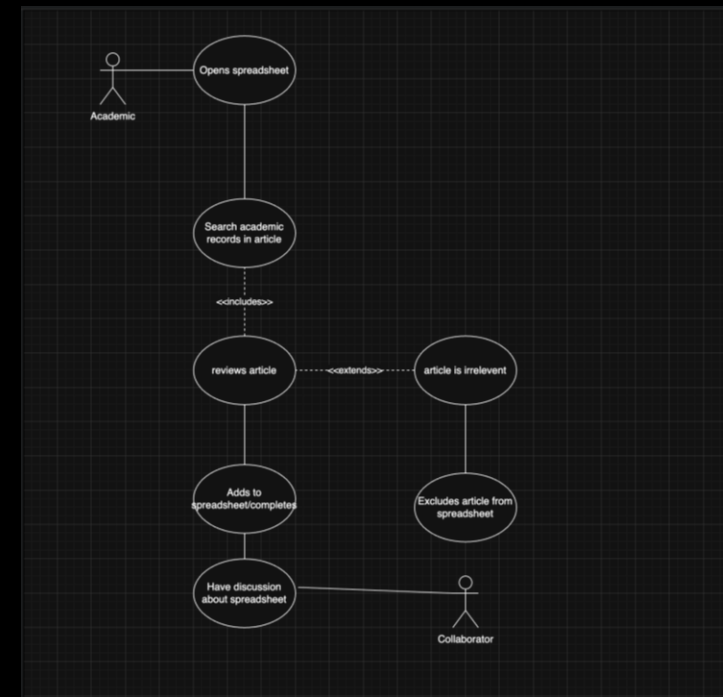 Opens spreadsheet
Academic
Search academic
records in article
<<includes>>
reviews article
<<extends>>
article is irrelevent
Adds to
spreadsheet/completes
Excludes article from
spreadsheet
Have discussion
about spreadsheet
Collaborator